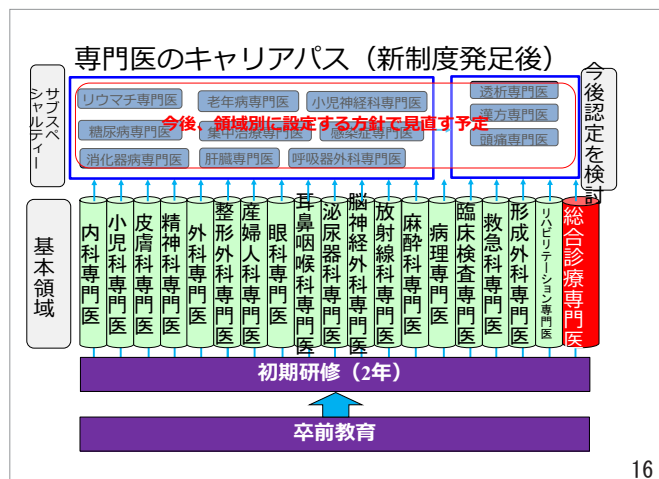 専門医のキャリアパス（新制度発足後）
サブスペシャルティー
リウマチ専門医
老年病専門医
小児神経科専門医
糖尿病専門医
集中治療専門医
感染症専門医
消化器病専門医
肝臓専門医
呼吸器外科専門医
今後、領域別に設定する方針で見直す予定
透析専門医
漢方専門医
頭痛専門医
今後認定を検討
基本領域
内科専門医
小児科専門医
皮膚科専門医
精神科専門医
外科専門医
整形外科専門医
産婦人科専門医
眼科専門医
耳鼻咽喉科専門医
泌尿器科専門医
脳神経外科専門医
放射線科専門医
麻酔科専門医
病理専門医
臨床検査専門医
救急科専門医
形成外科専門医
リハビリテーション専門医
総合診療専門医
初期研修（2年）
卒前教育
16